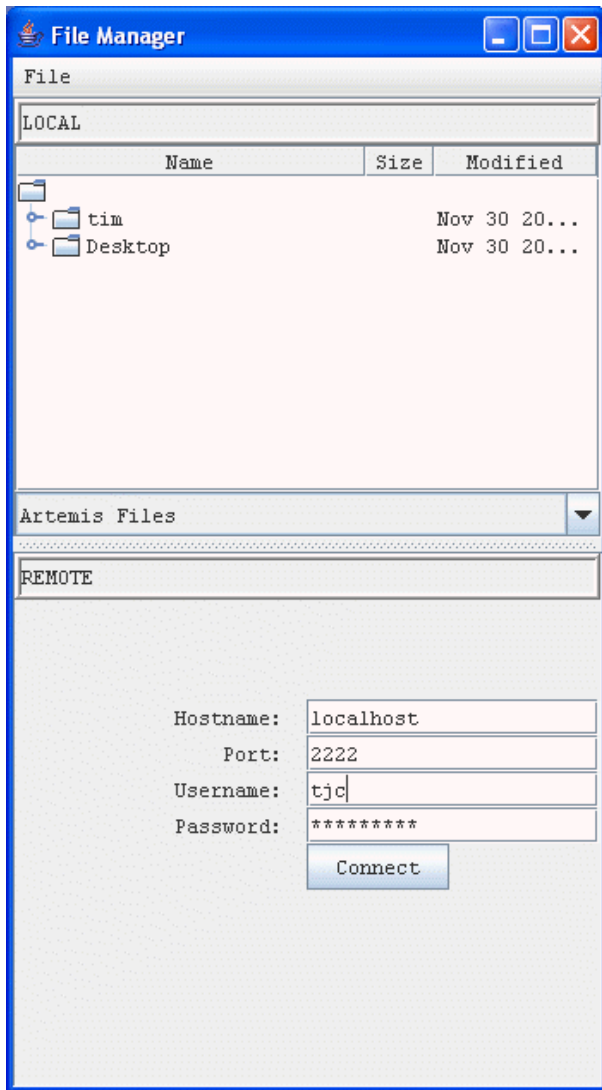 File Manager
File
LOCAL
Name Size Modified
tim Nov 30 20...
Desktop Nov 30 20...
Artemis Files
REMOTE
Hostname: localhost
Port: 2222
Username: tjc
Password: *********
Connect